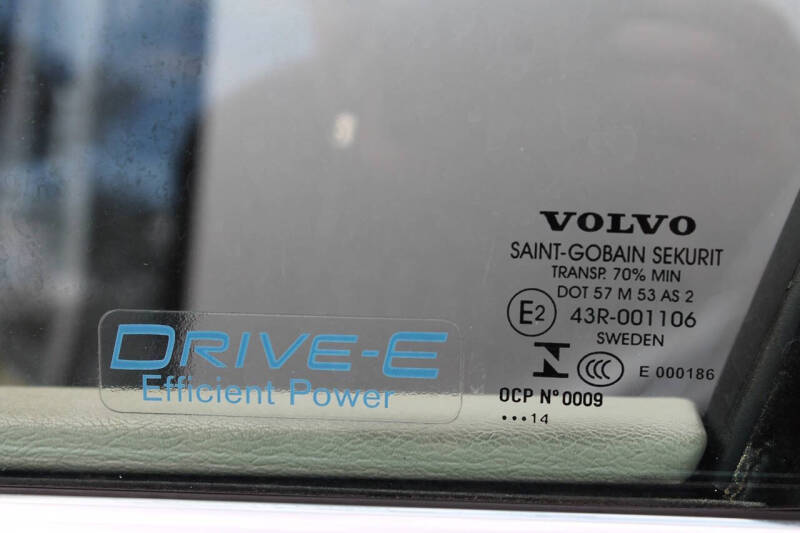 VOLVO
SAINT-GOBAIN SEKURIT
TRANSP. 70% MIN
DOT 57 M 53 AS 2
E2 43R-001106
SWEDEN
CCC E 000186
OCP N° 0009
•••14
DRIVE-E
Efficient Power